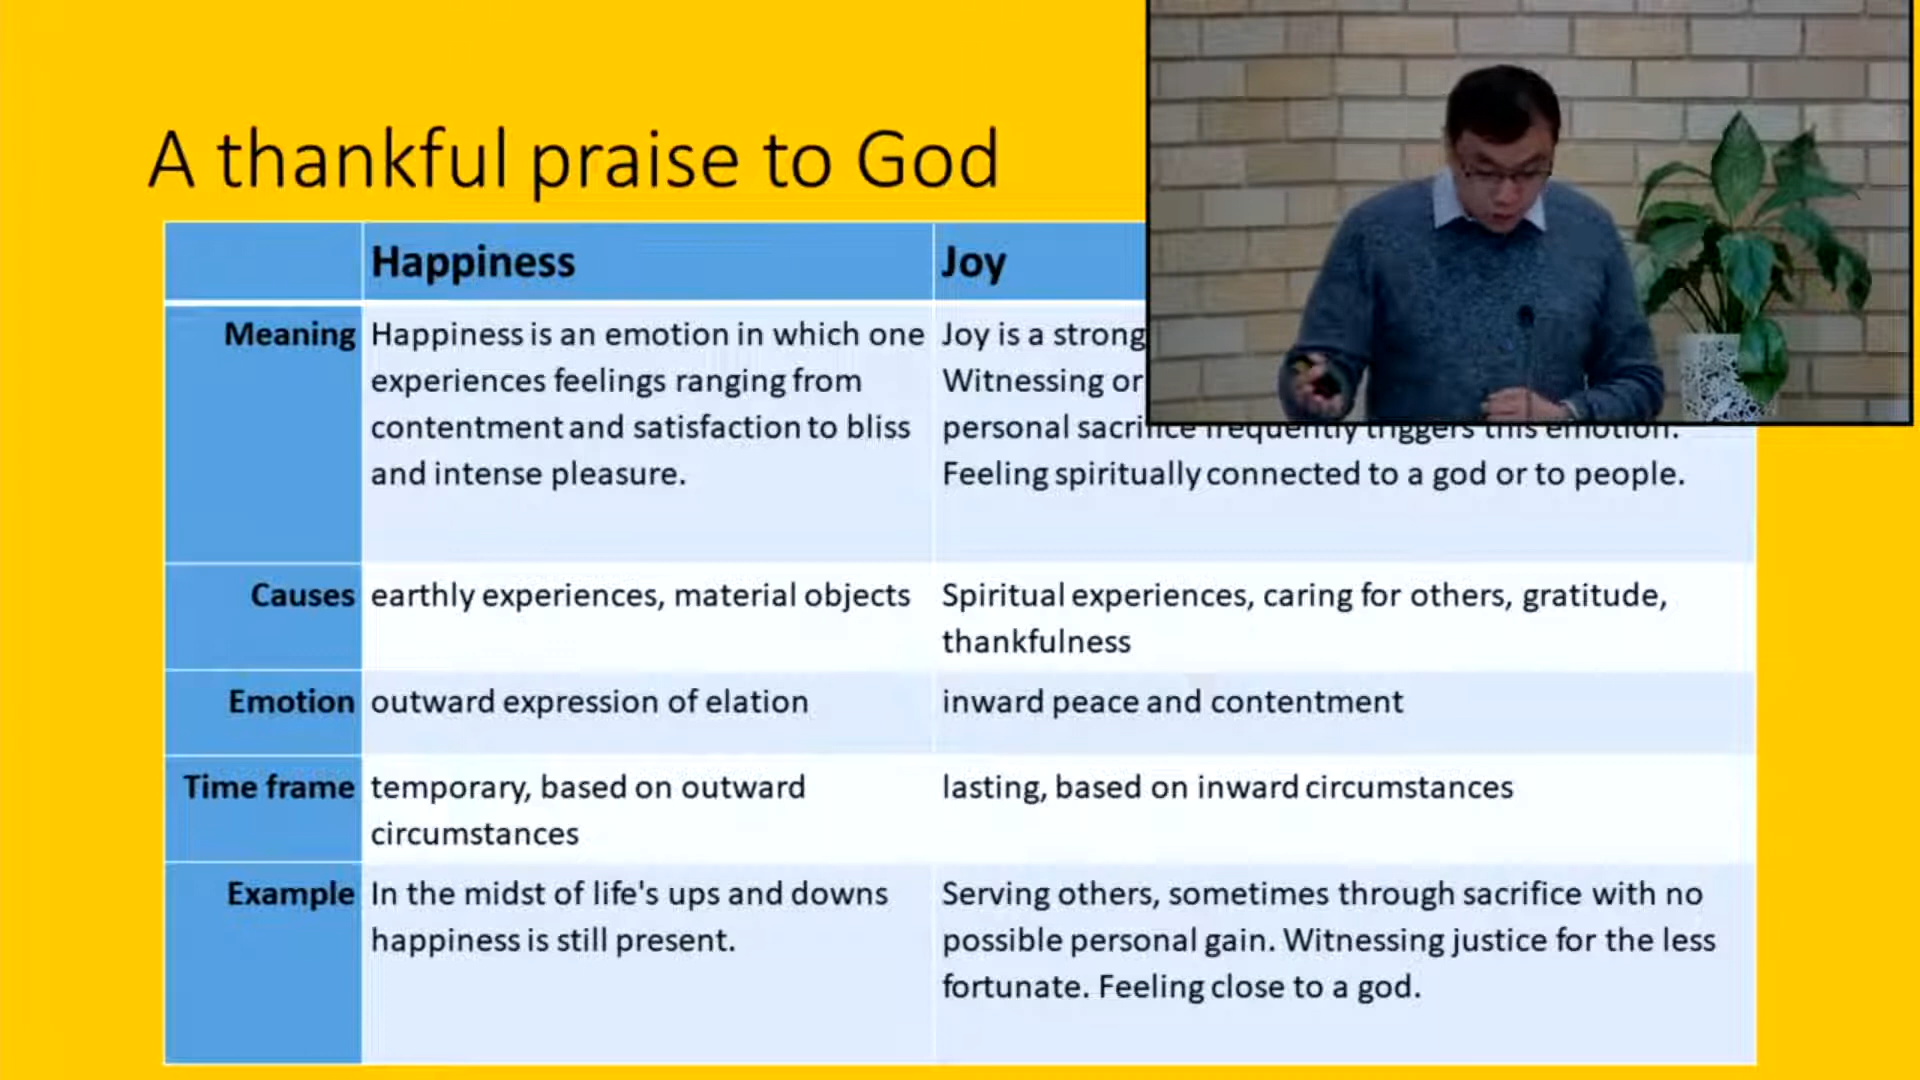 A thankful praise to God
Happiness
Joy
Meaning
Happiness is an emotion in which one
experiences feelings ranging from
contentment and satisfaction to bliss
and intense pleasure.
Joy is a strong
Witnessing or
personal sacrifice frequently triggers this emotion.
Feeling spiritually connected to a god or to people.
Causes
earthly experiences, material objects
Spiritual experiences, caring for others, gratitude,
thankfulness
Emotion
outward expression of elation
inward peace and contentment
Time frame
temporary, based on outward
circumstances
lasting, based on inward circumstances
Example
In the midst of life's ups and downs
happiness is still present.
Serving others, sometimes through sacrifice with no
possible personal gain. Witnessing justice for the less
fortunate. Feeling close to a god.